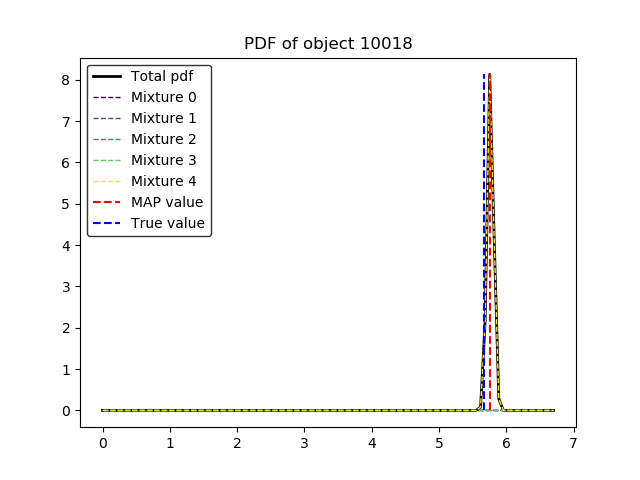 PDF of object 10018
Total pdf
Mixture 0
Mixture 1
Mixture 2
Mixture 3
Mixture 4
MAP value
True value
8
7
6
5
4
3
2
1
0
0 1 2 3 4 5 6 7